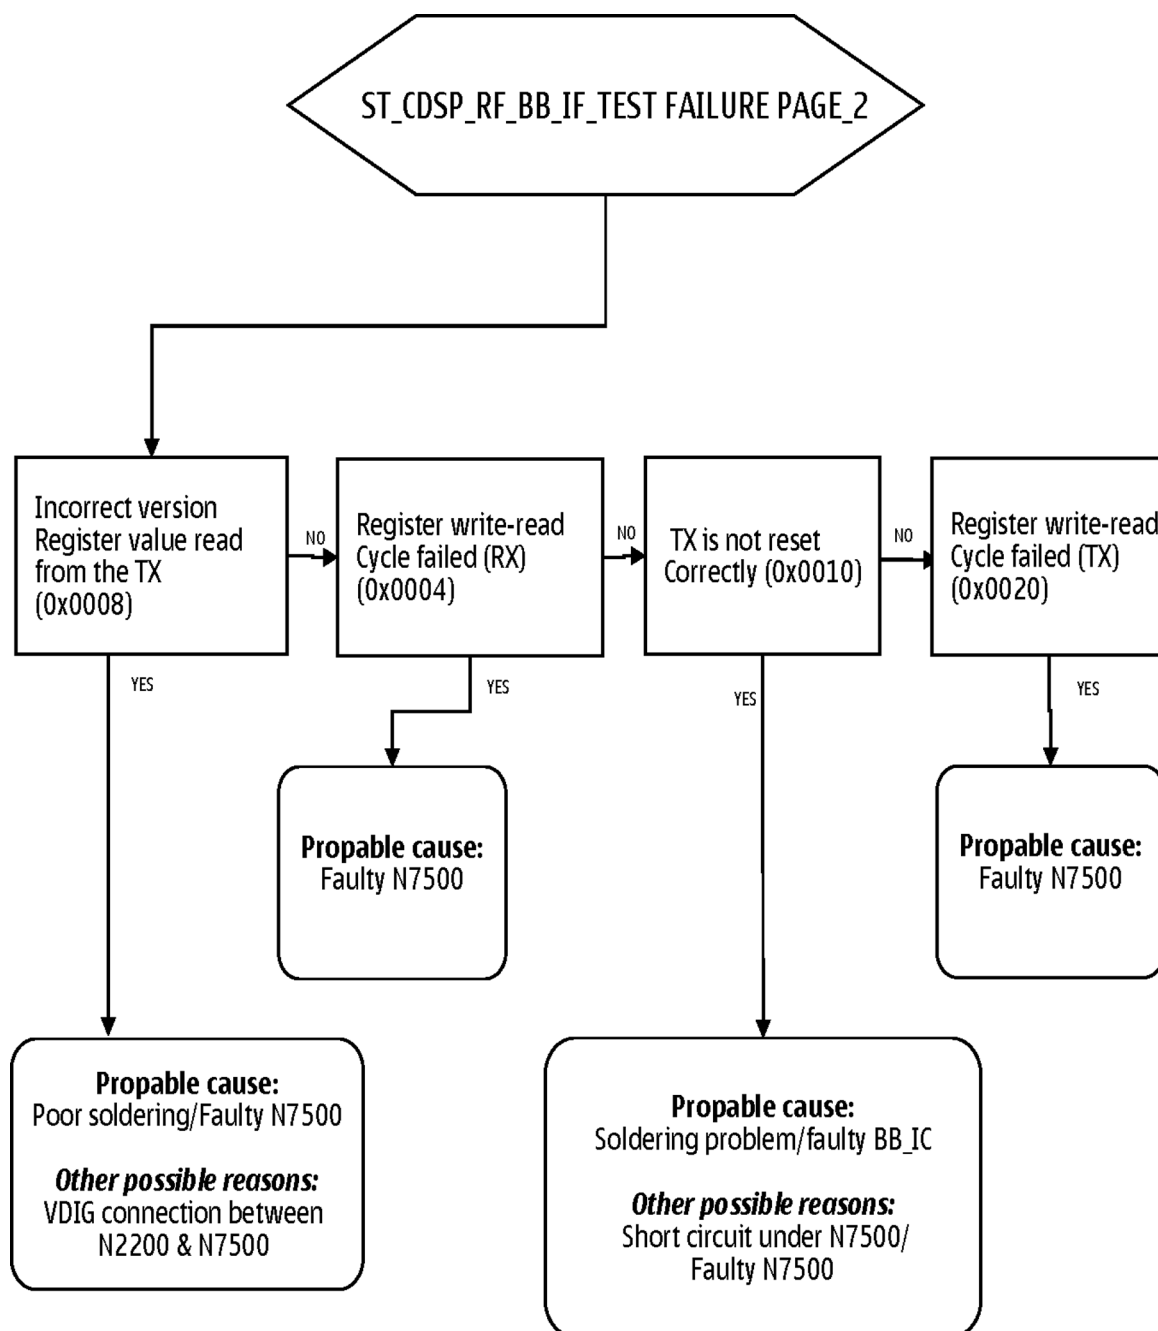 ST_CDSP_RF_BB_IF_TEST FAILURE PAGE_2
Incorrect version
Register value read
from the TX
(0x0008)
NO
Register write-read
Cycle failed (RX)
(0x0004)
NO
TX is not reset
Correctly (0x0010)
NO
Register write-read
Cycle failed (TX)
(0x0020)
YES
YES
YES
YES
Propable cause:
Faulty N7500
Propable cause:
Faulty N7500
Propable cause:
Poor soldering/Faulty N7500
Other possible reasons:
VDIG connection between
N2200 & N7500
Propable cause:
Soldering problem/faulty BB_IC
Other possible reasons:
Short circuit under N7500/
Faulty N7500